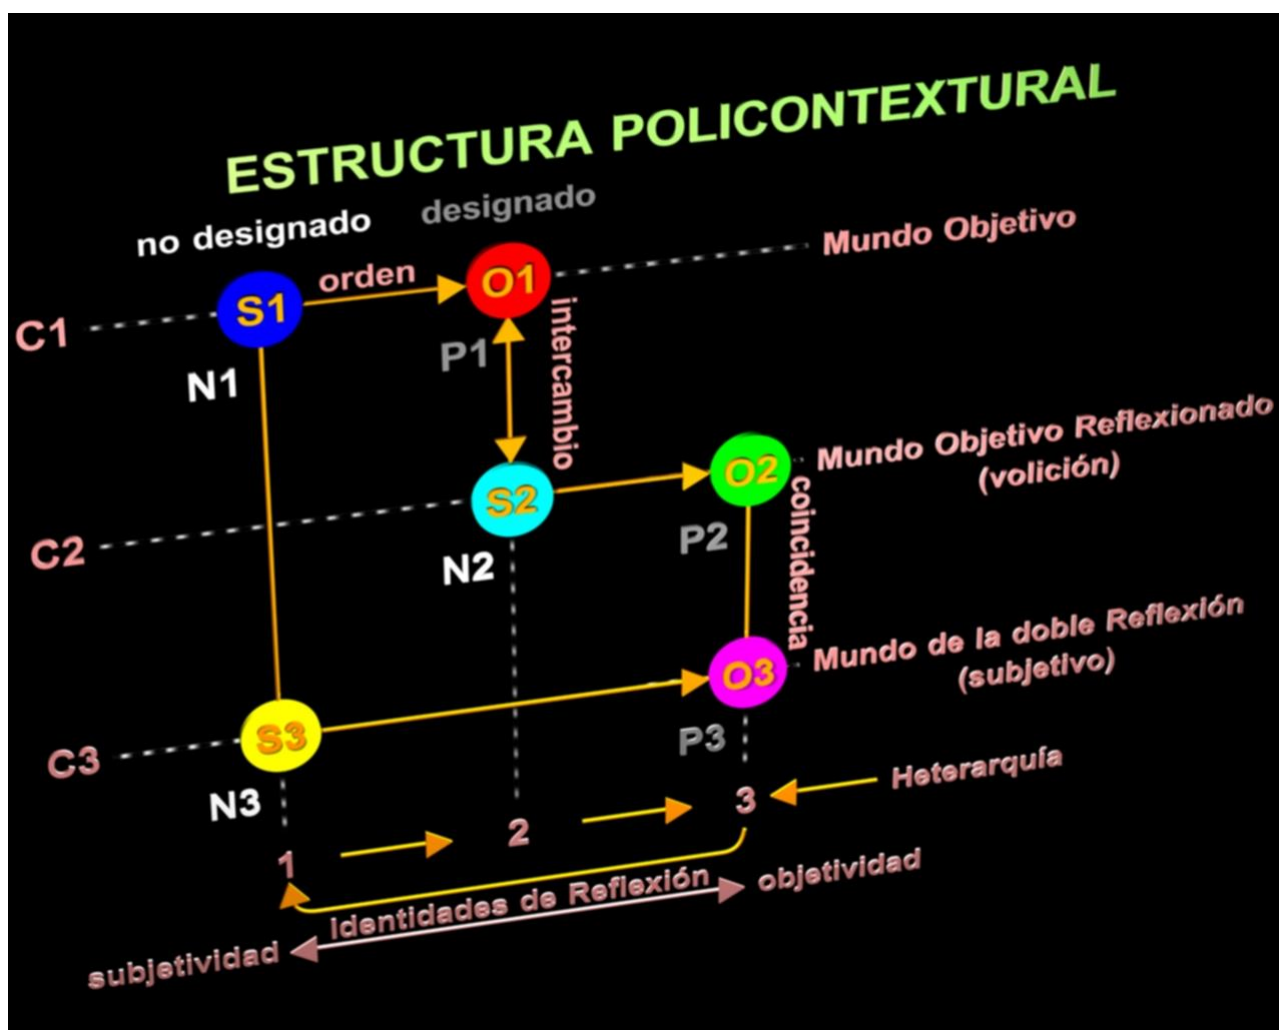 ESTRUCTURA POLICONTEXTURAL
no designado
designado
Mundo Objetivo
C1
S1
orden
O1
N1
P1
intercambio
Mundo Objetivo Reflexionado
(volición)
C2
S2
O2
N2
P2
coincidencia
Mundo de la doble Reflexión
(subjetivo)
C3
S3
O3
N3
P3
Heterarquía
1
2
3
Identidades de Reflexión
subjetividad
objetividad